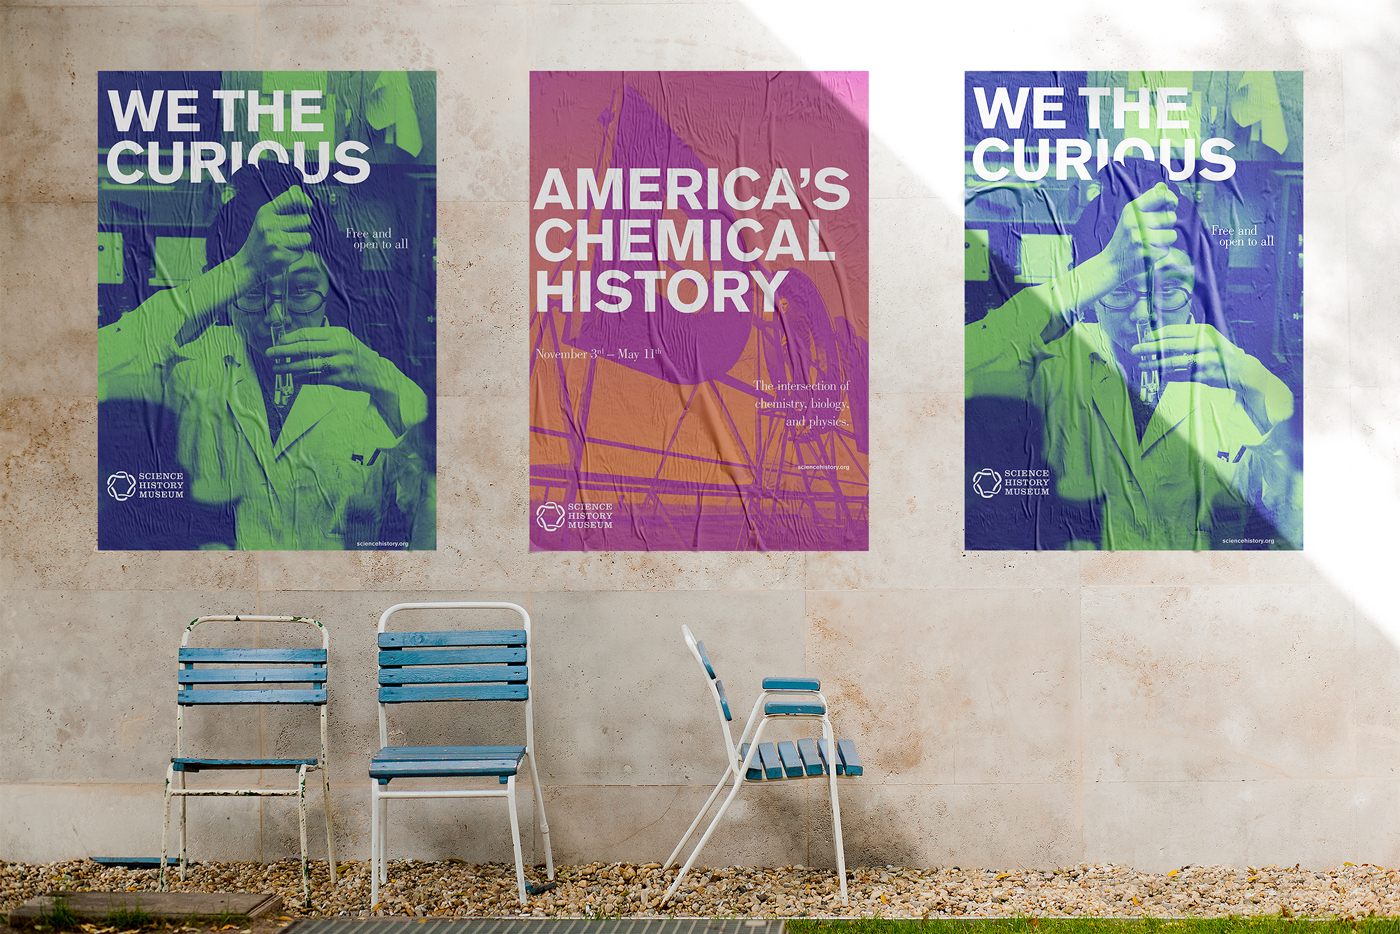 WE THE
CURIOUS
Free and
open to all
SCIENCE
HISTORY
MUSEUM
sciencehistory.org
AMERICA'S
CHEMICAL
HISTORY
November 3rd – May 11th
The intersection of
chemistry, biology,
and physics.
sciencehistory.org
SCIENCE
HISTORY
MUSEUM
WE THE
CURIOUS
Free and
open to all
SCIENCE
HISTORY
MUSEUM
sciencehistory.org